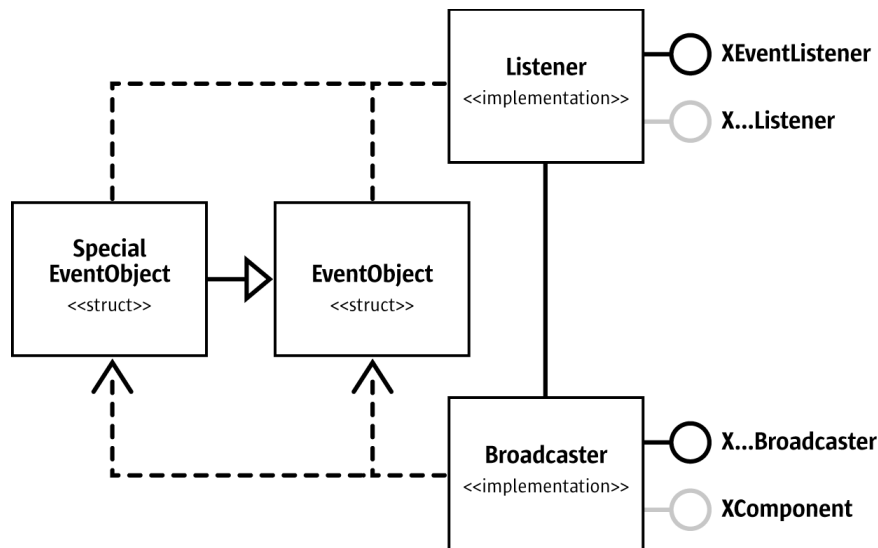 Listener
<<implementation>>
XEventListener
X...Listener
Special
EventObject
<<struct>>
EventObject
<<struct>>
Broadcaster
<<implementation>>
X...Broadcaster
XComponent